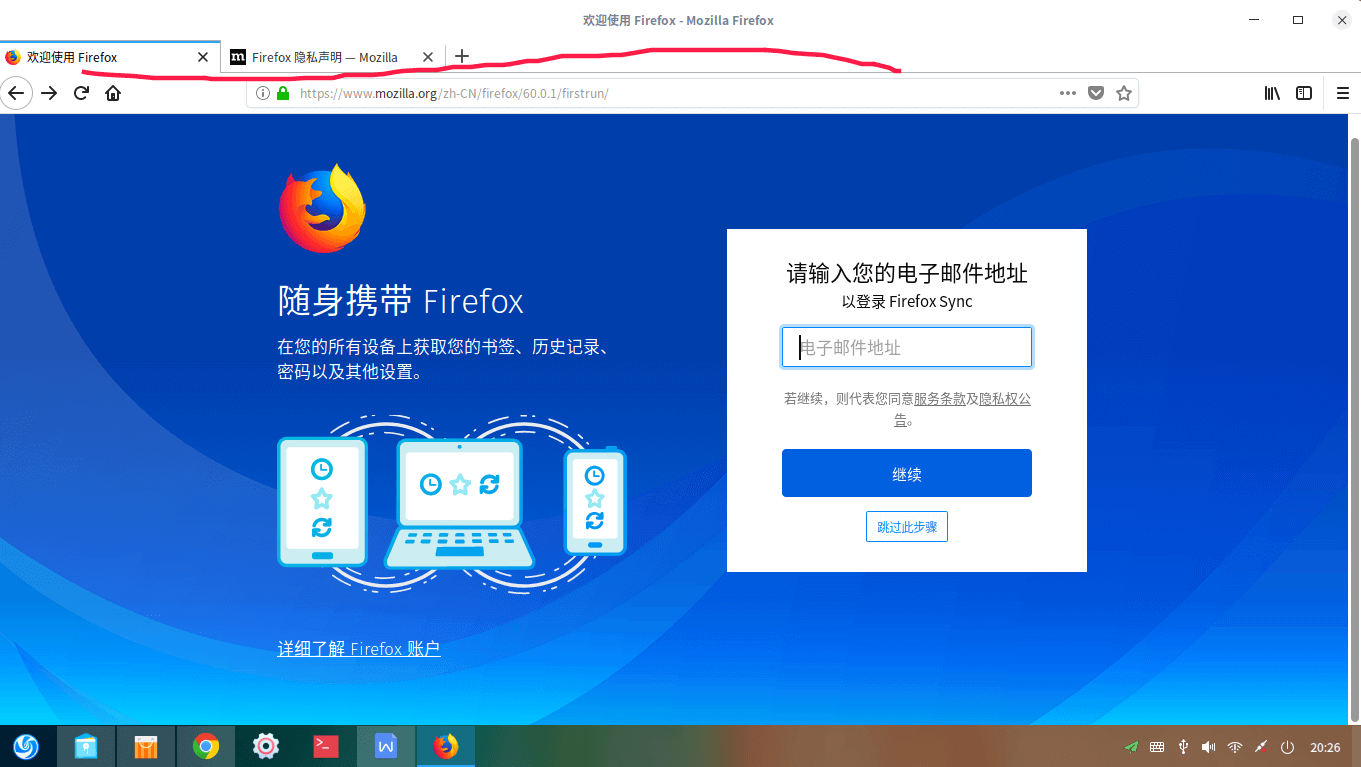 欢迎使用 Firefox - Mozilla Firefox
欢迎使用 Firefox
m
Firefox 隐私声明 — Mozilla
https://www.mozilla.org/zh-CN/firefox/60.0.1/firstrun/
随身携带 Firefox
在您的所有设备上获取您的书签、历史记录、
密码以及其他设置。
详细了解 Firefox 账户
请输入您的电子邮件地址
以登录 Firefox Sync
电子邮件地址
若继续，则代表您同意服务条款及隐私权公
告。
继续
跳过此步骤
W
20:26